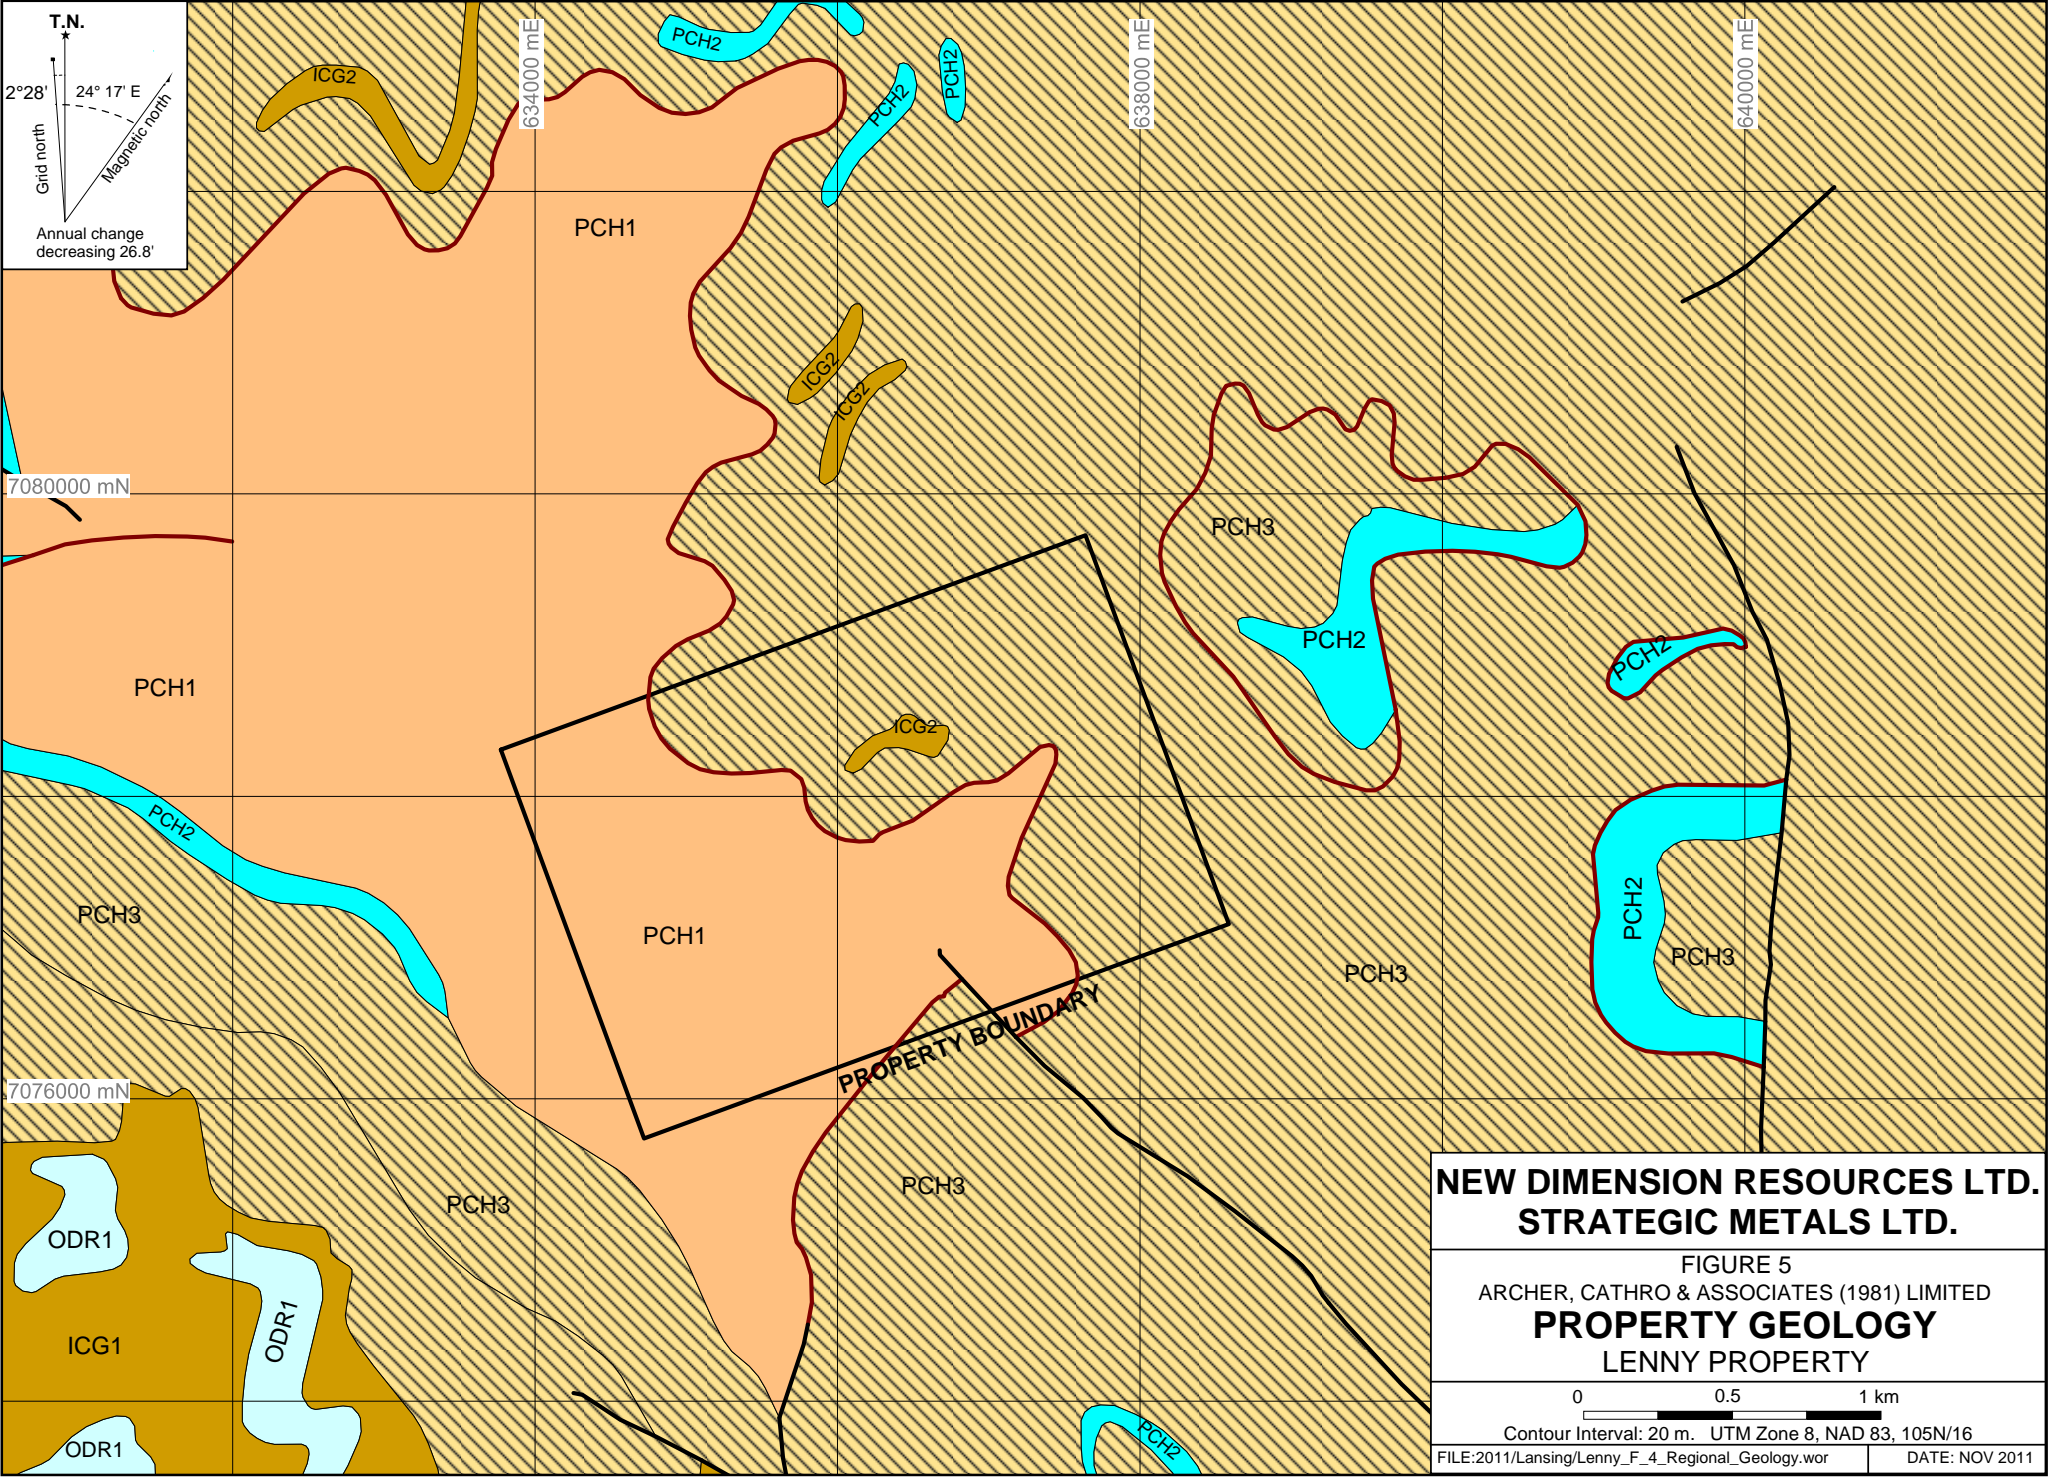 T.N.
2°28'
24° 17' E
Grid north
Magnetic north
Annual change
decreasing 26.8'
634000 mE
638000 mE
640000 mE
PCH2
PCH2
PCH2
ICG2
PCH1
ICG2
ICG2
7080000 mN
PCH3
PCH2
PCH2
PCH1
ICG2
PCH2
PCH3
PCH1
PCH2
PCH3
PCH3
PROPERTY BOUNDARY
7076000 mN
PCH3
PCH3
ODR1
ODR1
ICG1
ODR1
PCH2
NEW DIMENSION RESOURCES LTD.
STRATEGIC METALS LTD.
FIGURE 5
ARCHER, CATHRO & ASSOCIATES (1981) LIMITED
PROPERTY GEOLOGY
LENNY PROPERTY
0 0.5 1 km
Contour Interval: 20 m. UTM Zone 8, NAD 83, 105N/16
FILE:2011/Lansing/Lenny_F_4_Regional_Geology.wor DATE: NOV 2011